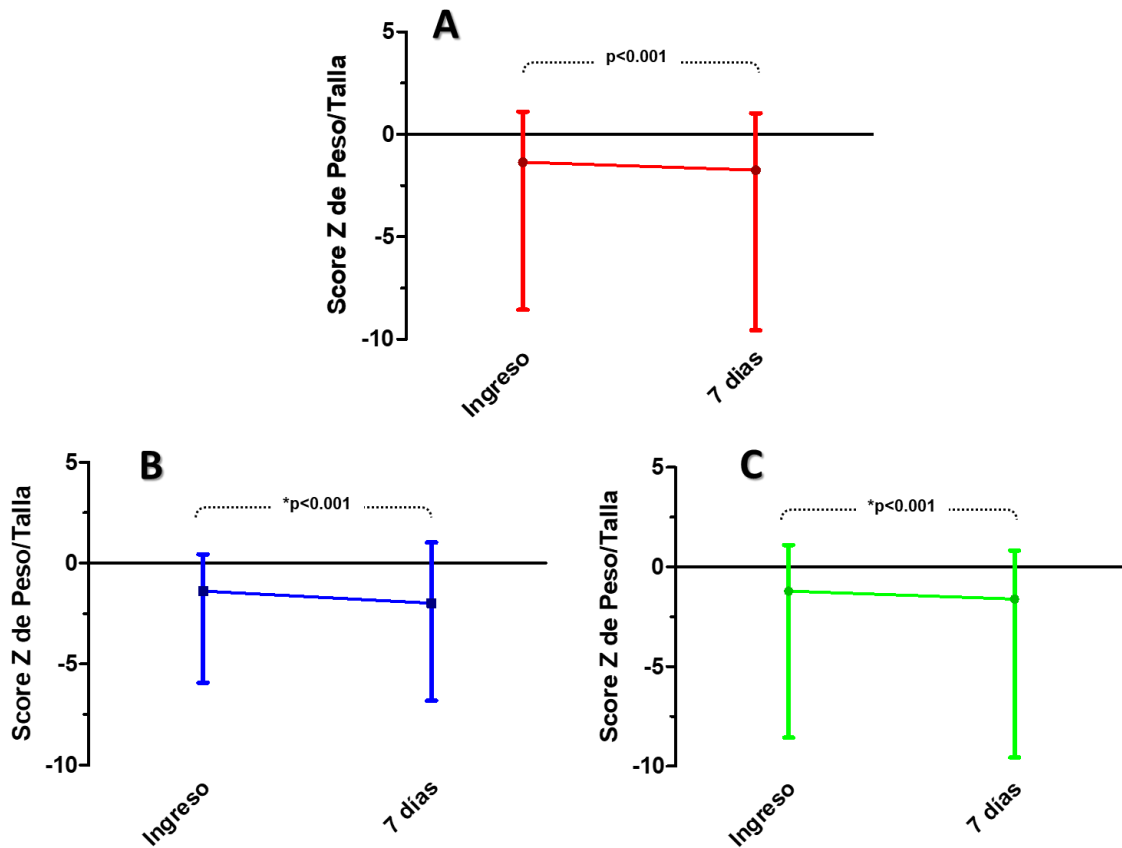 A
p<0.001
Score Z de Peso/Talla
5
0
-5
-10
Ingreso
7 dias
B
*p<0.001
Score Z de Peso/Talla
5
0
-5
-10
Ingreso
7 días
C
*p<0.001
Score Z de Peso/Talla
5
0
-5
-10
Ingreso
7 días